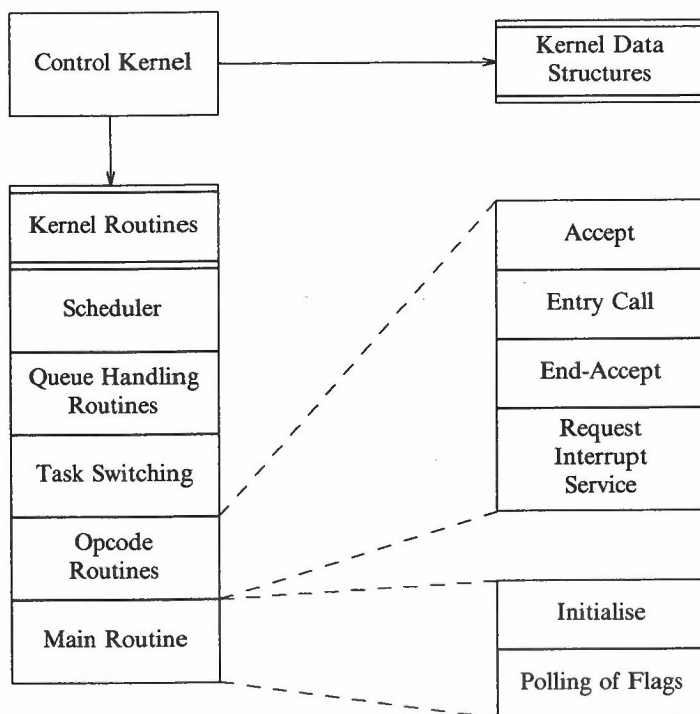 Control Kernel
Kernel Data
Structures
Kernel Routines
Scheduler
Queue Handling
Routines
Task Switching
Opcode
Routines
Main Routine
Accept
Entry Call
End-Accept
Request
Interrupt
Service
Initialise
Polling of Flags